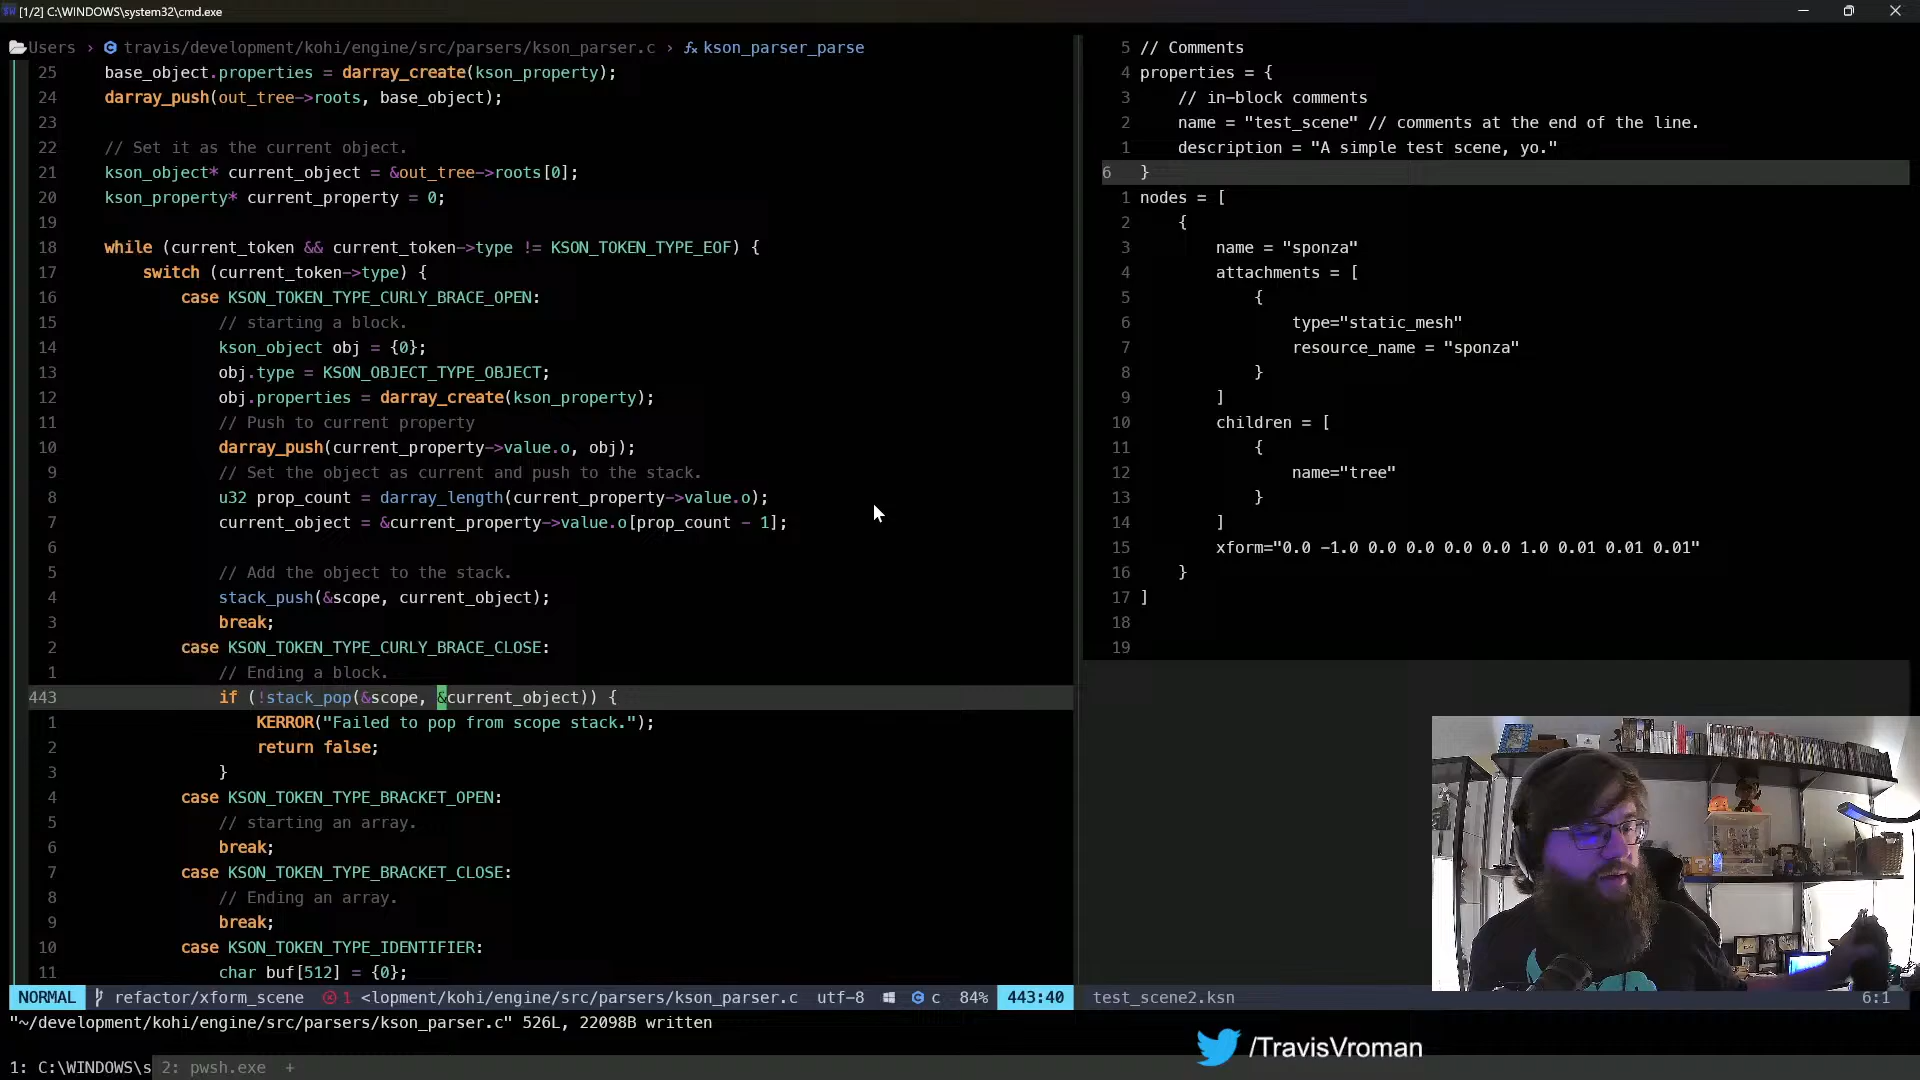 [1/2] C:\WINDOWS\system32\cmd.exe
Users › travis/development/kohi/engine/src/parsers/kson_parser.c › kson_parser_parse
25 base_object.properties = darray_create(kson_property);
24 darray_push(out_tree->roots, base_object);
23
22 // Set it as the current object.
21 kson_object* current_object = &out_tree->roots[0];
20 kson_property* current_property = 0;
19
18 while (current_token && current_token->type != KSON_TOKEN_TYPE_EOF) {
17 switch (current_token->type) {
16 case KSON_TOKEN_TYPE_CURLY_BRACE_OPEN:
15 // starting a block.
14 kson_object obj = {0};
13 obj.type = KSON_OBJECT_TYPE_OBJECT;
12 obj.properties = darray_create(kson_property);
11 // Push to current property
10 darray_push(current_property->value.o, obj);
9 // Set the object as current and push to the stack.
8 u32 prop_count = darray_length(current_property->value.o);
7 current_object = &current_property->value.o[prop_count - 1];
6
5 // Add the object to the stack.
4 stack_push(&scope, current_object);
3 break;
2 case KSON_TOKEN_TYPE_CURLY_BRACE_CLOSE:
1 // Ending a block.
443 if (!stack_pop(&scope, &current_object)) {
1 KERROR("Failed to pop from scope stack.");
2 return false;
3 }
4 case KSON_TOKEN_TYPE_BRACKET_OPEN:
5 // starting an array.
6 break;
7 case KSON_TOKEN_TYPE_BRACKET_CLOSE:
8 // Ending an array.
9 break;
10 case KSON_TOKEN_TYPE_IDENTIFIER:
11 char buf[512] = {0};
NORMAL refactor/xform_scene 1 <lopment/kohi/engine/src/parsers/kson_parser.c utf-8 c 84% 443:40
"~/development/kohi/engine/src/parsers/kson_parser.c" 526L, 22098B written
1: C:\WINDOWS\s 2: pwsh.exe +
5 // Comments
4 properties = {
3 // in-block comments
2 name = "test_scene" // comments at the end of the line.
1 description = "A simple test scene, yo."
6 }
1 nodes = [
2 {
3 name = "sponza"
4 attachments = [
5 {
6 type="static_mesh"
7 resource_name = "sponza"
8 }
9 ]
10 children = [
11 {
12 name="tree"
13 }
14 ]
15 xform="0.0 -1.0 0.0 0.0 0.0 0.0 1.0 0.01 0.01 0.01"
16 }
17 ]
18
19
test_scene2.ksn 6:1
/TravisVroman